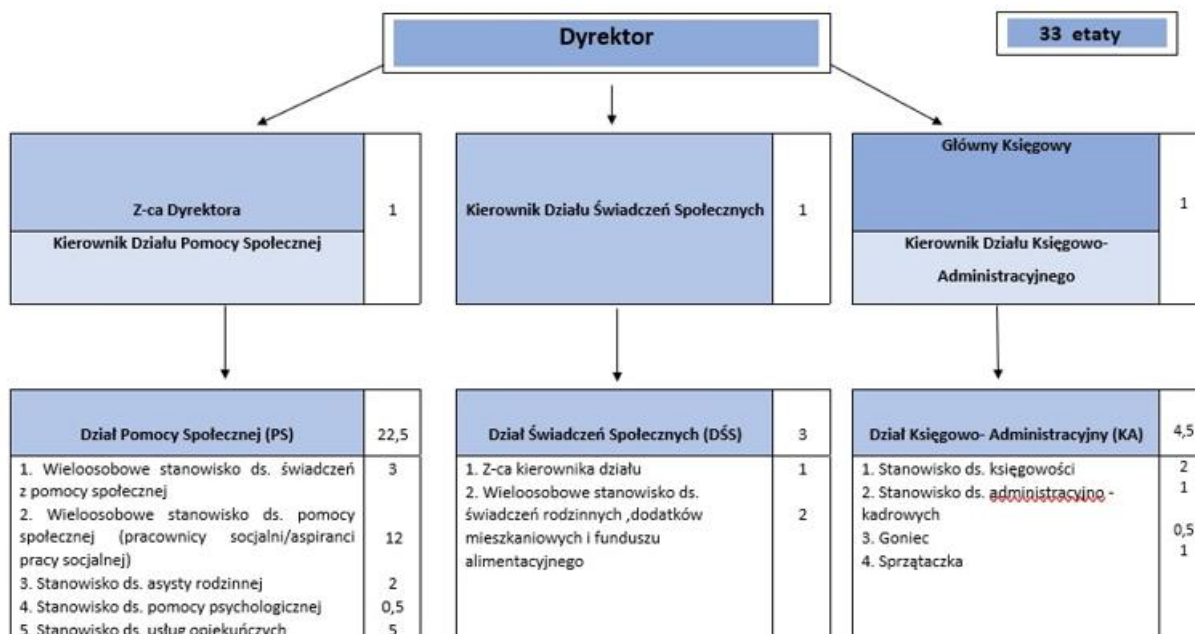 Dyrektor
33 etaty
Z-ca Dyrektora
1
Kierownik Działu Pomocy Społecznej
Kierownik Działu Świadczeń Społecznych
1
Główny Księgowy
1
Kierownik Działu Księgowo-
Administracyjnego
Dział Pomocy Społecznej (PS)
22,5
1. Wieloosobowe stanowisko ds. świadczeń
z pomocy społecznej
3
2. Wieloosobowe stanowisko ds. pomocy
społecznej (pracownicy socjalni/aspiranci
pracy socjalnej)
12
3. Stanowisko ds. asysty rodzinnej
2
4. Stanowisko ds. pomocy psychologicznej
0,5
5. Stanowisko ds. usług opiekuńczych
5
Dział Świadczeń Społecznych (DŚS)
3
1. Z-ca kierownika działu
1
2. Wieloosobowe stanowisko ds.
świadczeń rodzinnych ,dodatków
mieszkaniowych i funduszu
alimentacyjnego
2
Dział Księgowo- Administracyjny (KA)
4,5
1. Stanowisko ds. księgowości
2
2. Stanowisko ds. administracyjno -
kadrowych
1
3. Goniec
0,5
4. Sprzątaczka
1